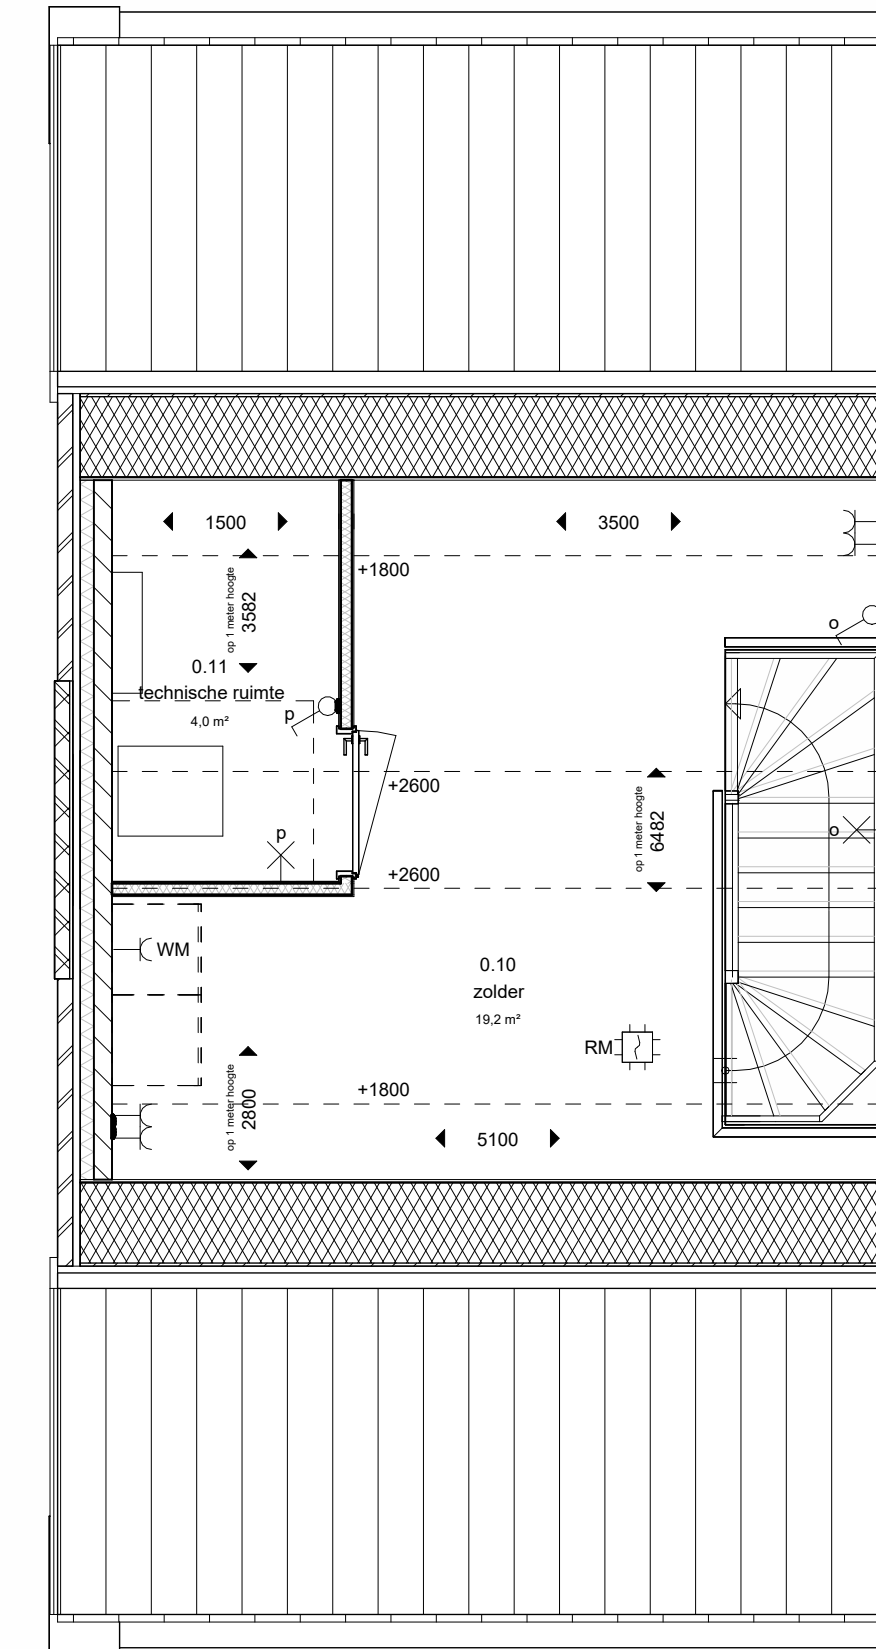 1500
3500
+1800
op 1 meter hoogte
3582
o
0.11
technische ruimte
4,0 m²
p
+2600
op 1 meter hoogte
6482
o
p
+2600
WM
0.10
zolder
19,2 m²
RM
op 1 meter hoogte
2800
+1800
5100